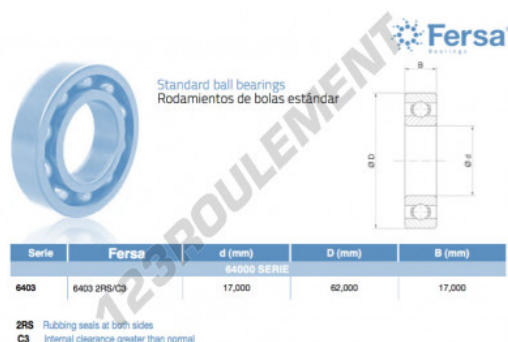 Fersa
Bearings
Standard ball bearings
Rodamientos de bolas estándar
B
Ø D
Ø d
123ROULEMENT
Serie Fersa d (mm) D (mm) B (mm)
64000 SERIE
6403 6403 2RS/C3 17,000 62,000 17,000
2RS Rubbing seals at both sides
C3 Internal clearance greater than normal